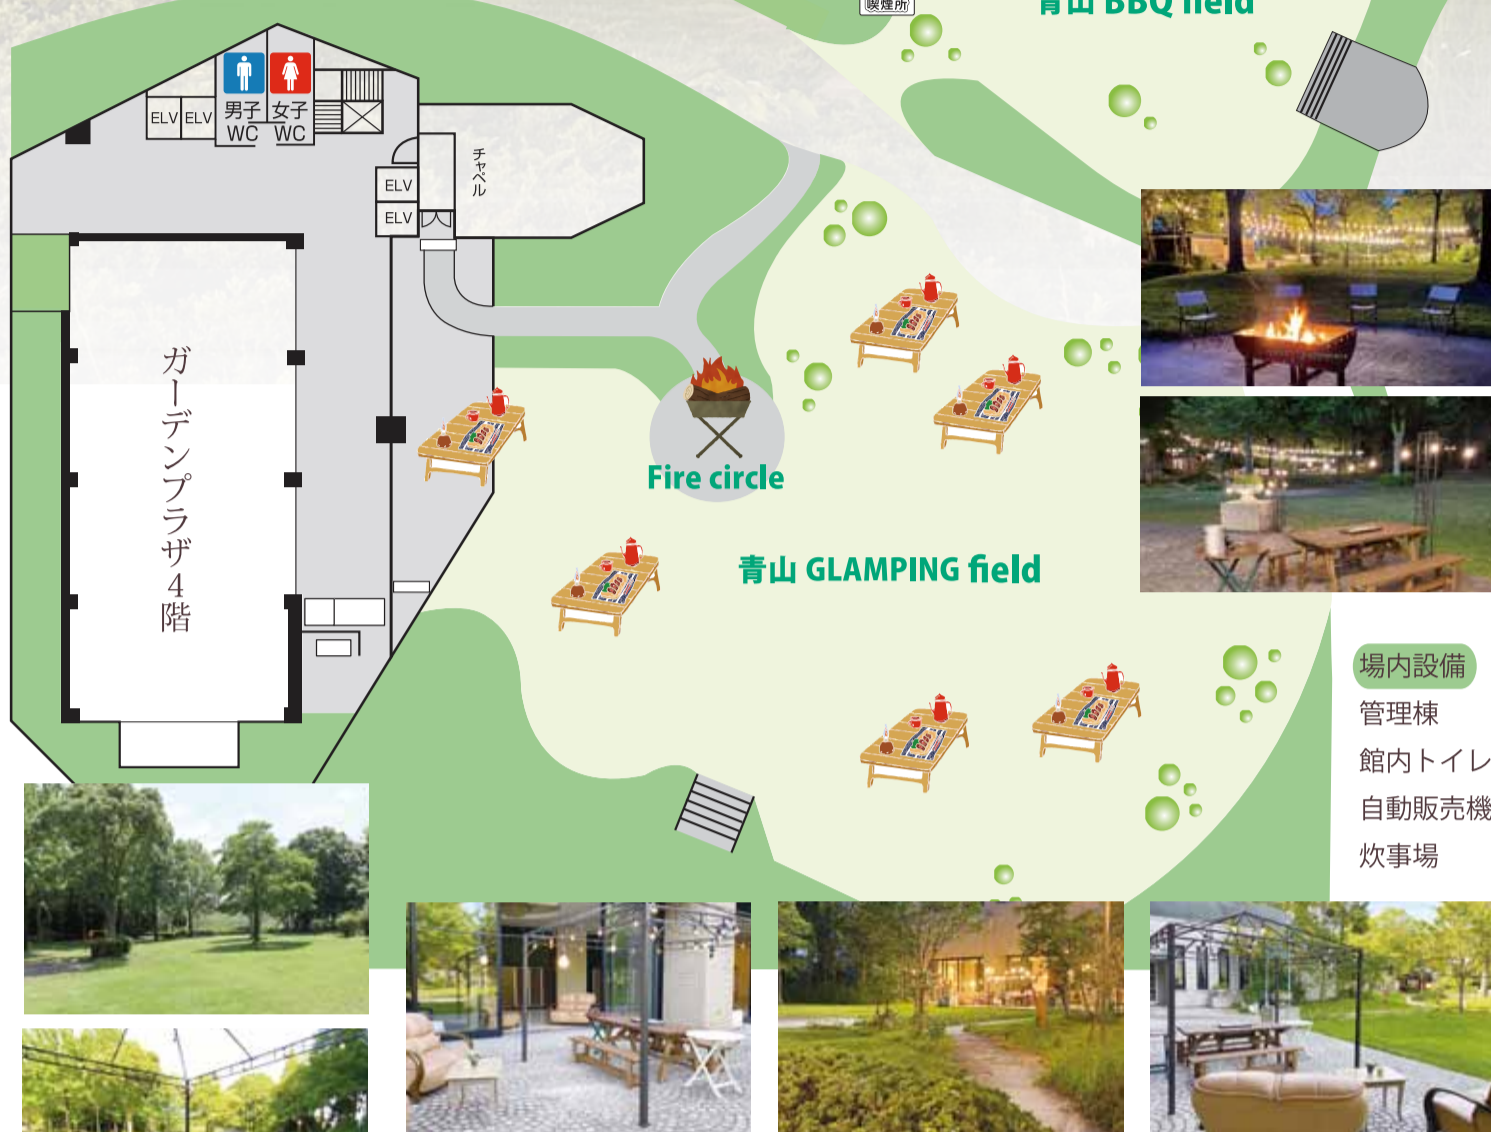 喫煙所
青山 BBQ field
ELV ELV
男子
WC
女子
WC
ELV
ELV
チャペル
ガーデンプラザ4階
Fire circle
青山 GLAMPING field
場内設備
管理棟
館内トイレ
自動販売機
炊事場